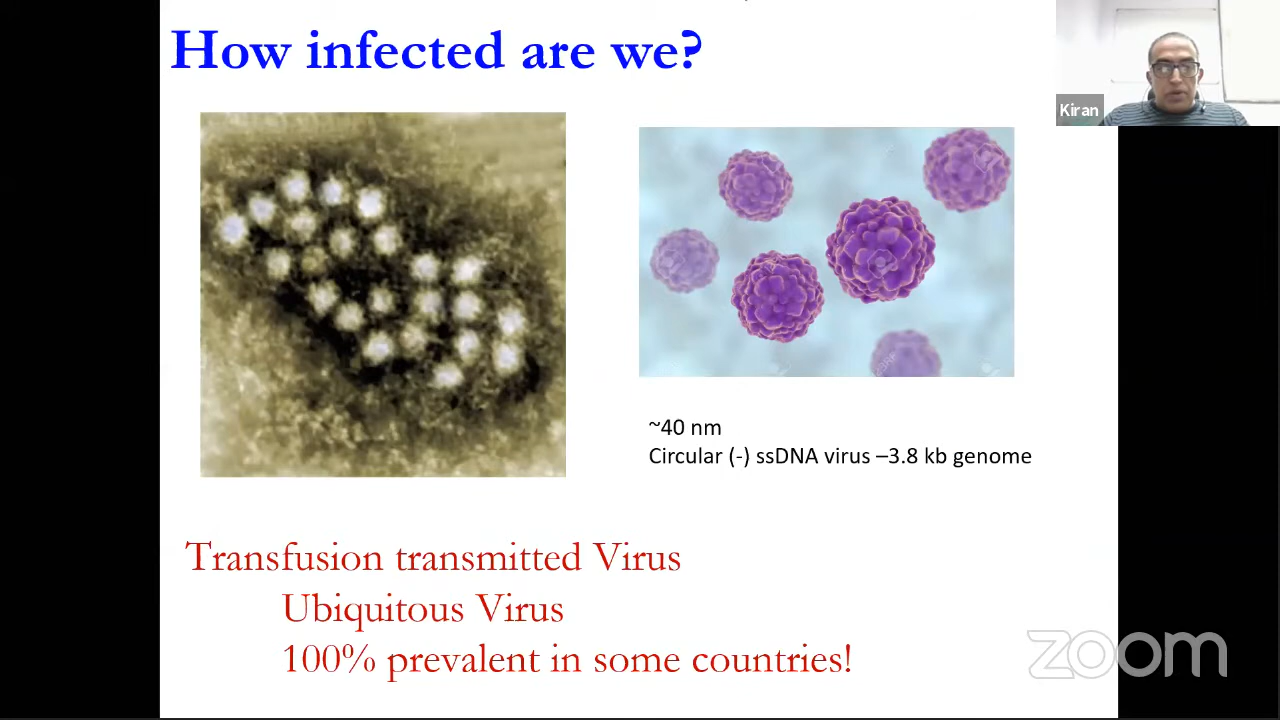 How infected are we?
Kiran
~40 nm
Circular (-) ssDNA virus –3.8 kb genome
Transfusion transmitted Virus
Ubiquitous Virus
100% prevalent in some countries!
zoom